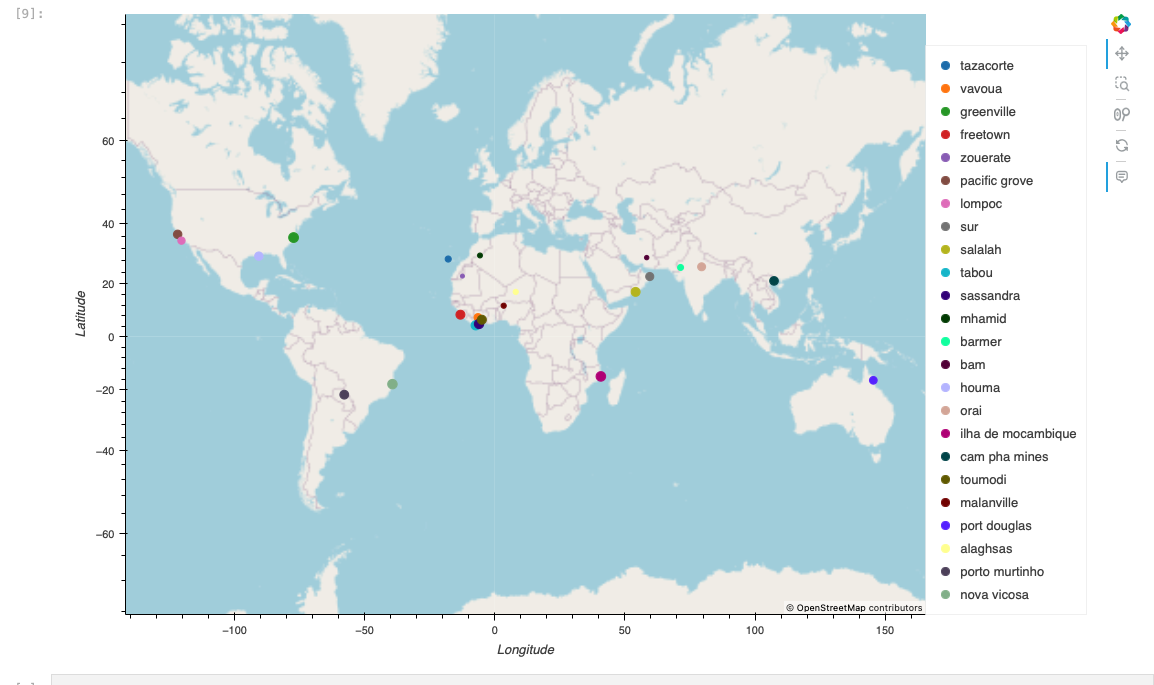 [9]:
60
40
20
0
−20
−40
−60
Latitude
−100
−50
0
50
100
150
Longitude
© OpenStreetMap contributors
tazacorte
vavoua
greenville
freetown
zouerate
pacific grove
lompoc
sur
salalah
tabou
sassandra
mhamid
barmer
bam
houma
orai
ilha de mocambique
cam pha mines
toumodi
malanville
port douglas
alaghsas
porto murtinho
nova vicosa